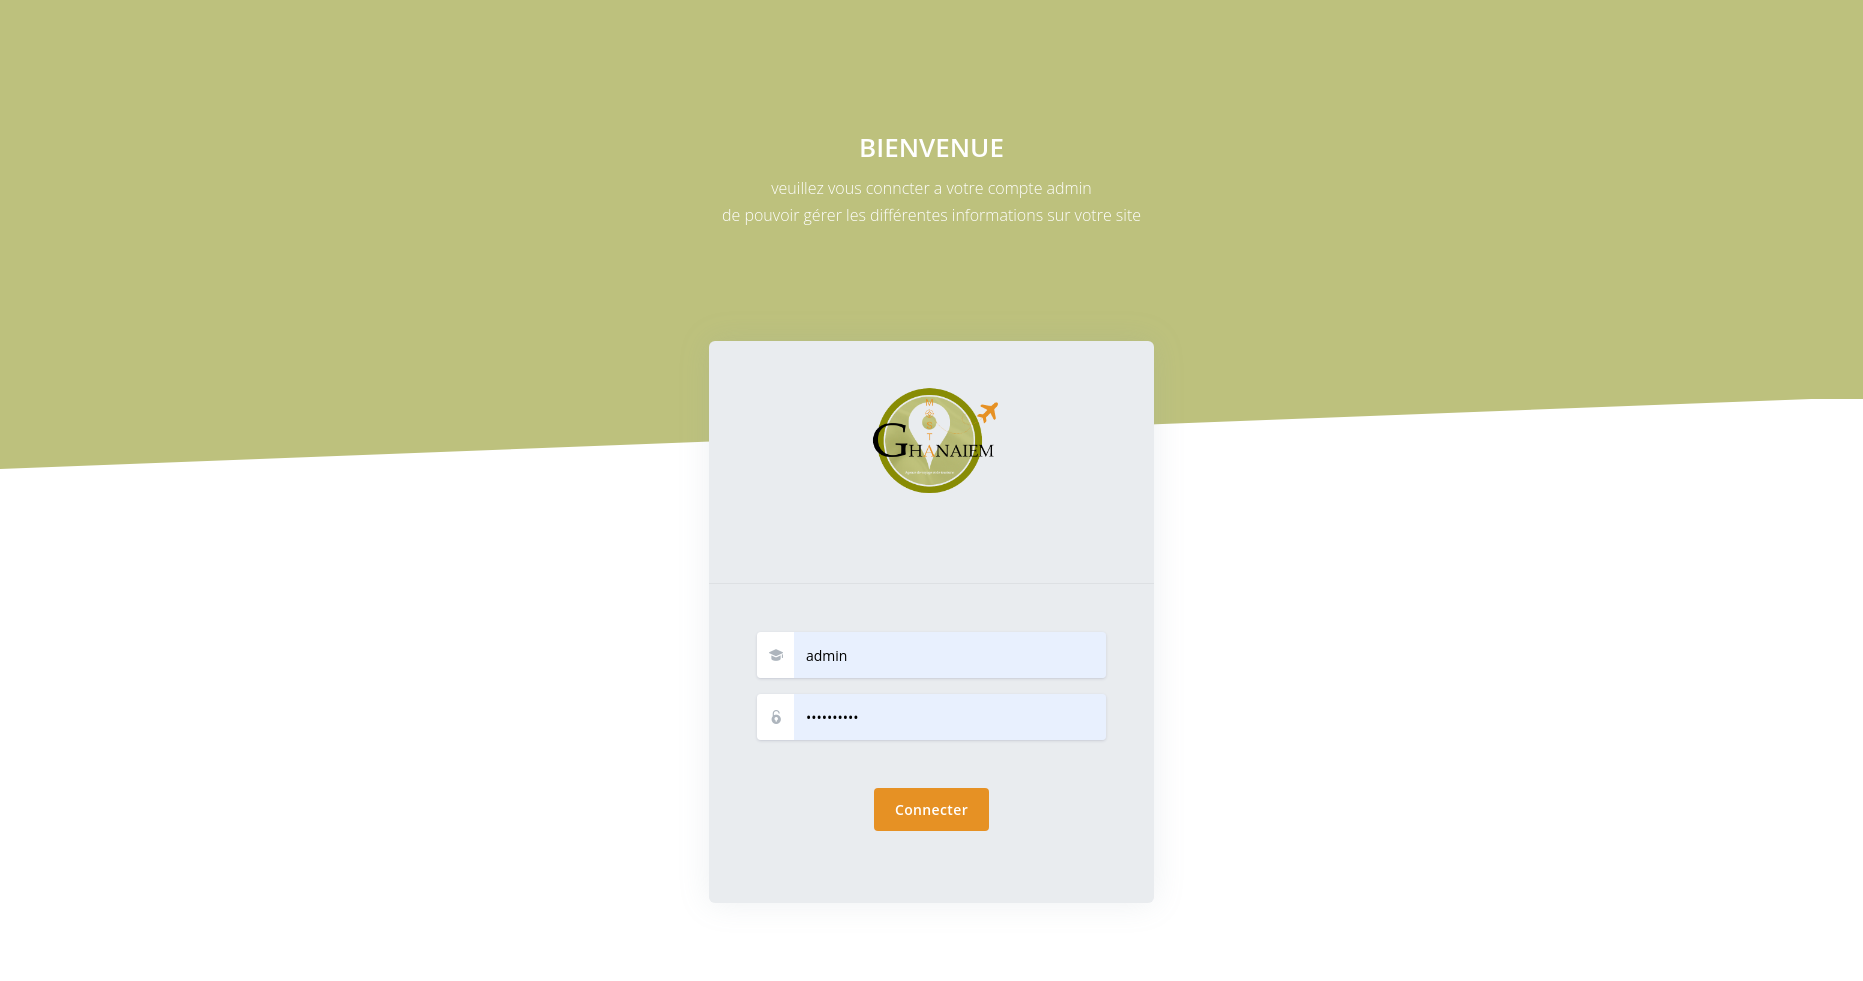 BIENVENUE
veuillez vous conncter a votre compte admin
de pouvoir gérer les différentes informations sur votre site
M
T
GHANAIEM
admin
••••••••••
Connecter